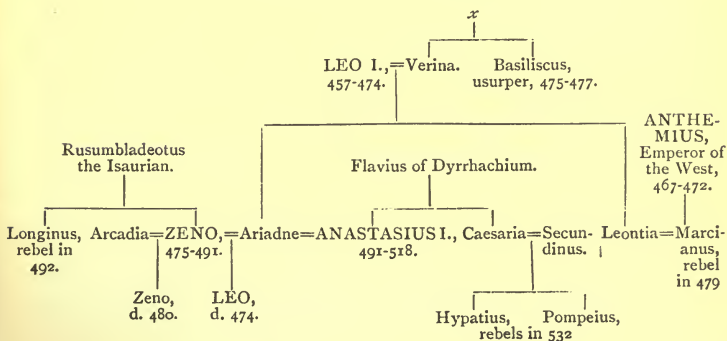 x
LEO I.,=Verina. Basiliscus,
457-474. usurper, 475-477.
ANTHE-
MIUS,
Rusumbladeotus Emperor of
the Isaurian. Flavius of Dyrrhachium. the West,
467-472.
Longinus, Arcadia=ZENO,=Ariadne=ANASTASIUS I., Caesaria=Secun- Leontia=Marci-
rebel in 475-491. 491-518. dinus. anus,
492. rebel
Zeno, LEO, in 479
d. 480. d. 474.
Hypatius, Pompeius,
rebels in 532